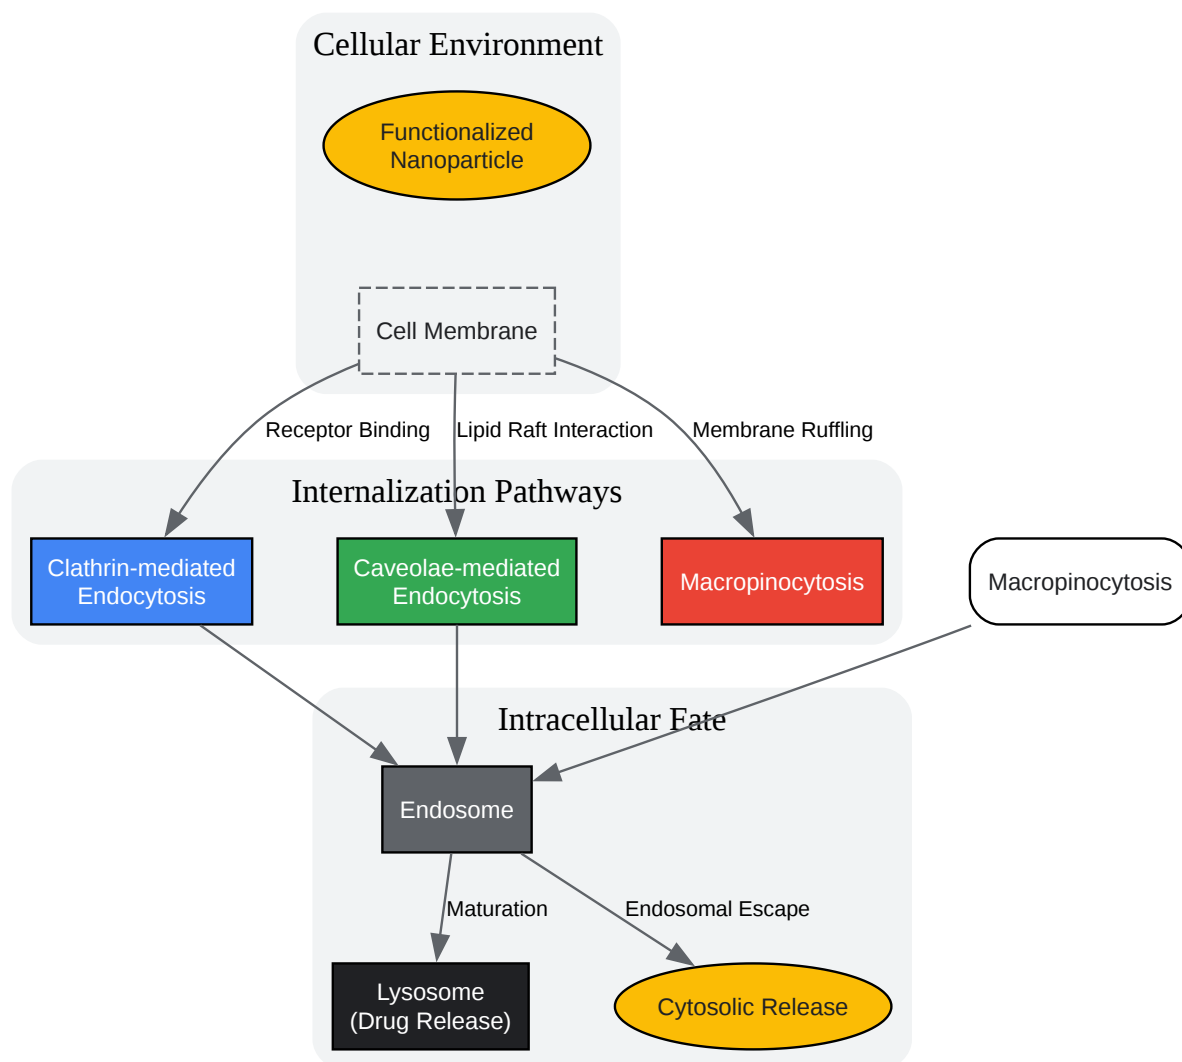 Cellular Environment
Functionalized
Nanoparticle
Cell Membrane
Receptor Binding
Lipid Raft Interaction
Membrane Ruffling
Internalization Pathways
Clathrin-mediated
Endocytosis
Caveolae-mediated
Endocytosis
Macropinocytosis
Macropinocytosis
Intracellular Fate
Endosome
Maturation
Endosomal Escape
Lysosome
(Drug Release)
Cytosolic Release